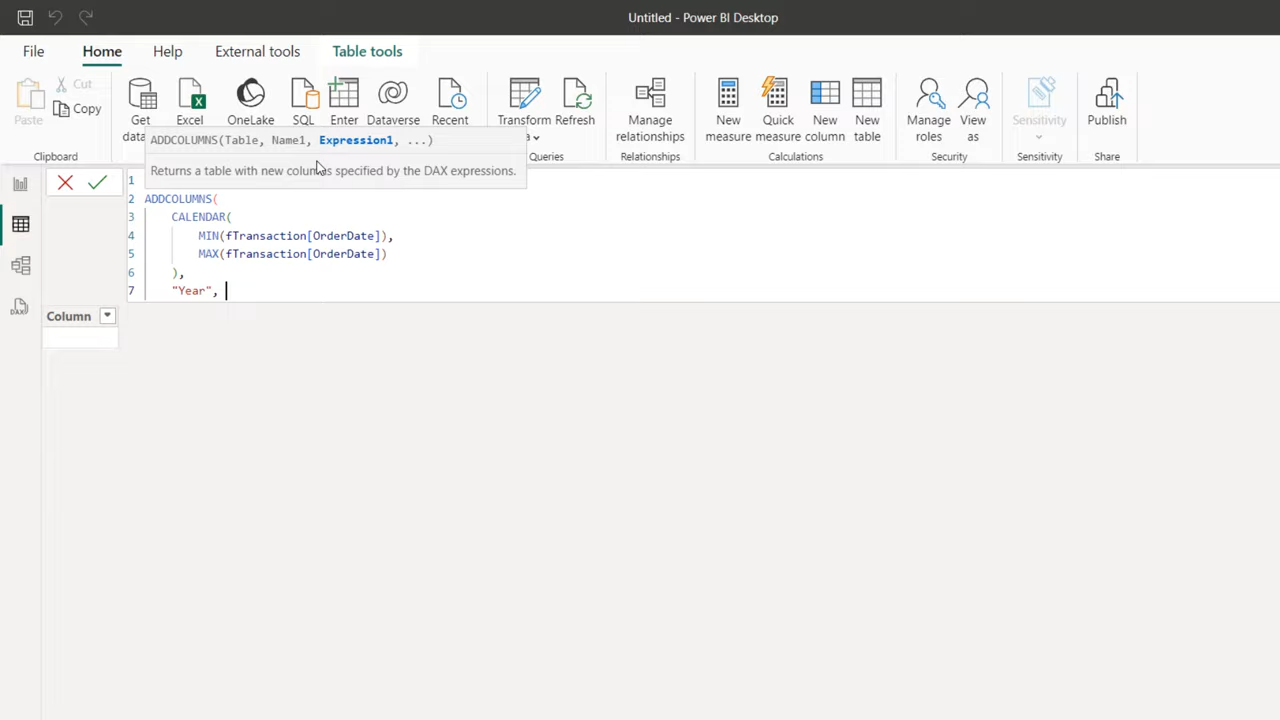 Untitled - Power BI Desktop
File Home Help External tools Table tools
Cut
Copy
Paste
Get
data
Excel
OneLake
SQL
Enter
Dataverse
Recent
Transform
Refresh
Manage
relationships
New
measure
Quick
measure
New
column
New
table
Manage
roles
View
as
Sensitivity
Publish
Clipboard Queries Relationships Calculations Security Sensitivity Share
ADDCOLUMNS(Table, Name1, Expression1, ...)
Returns a table with new columns specified by the DAX expressions.
1
2 ADDCOLUMNS(
3 CALENDAR(
4 MIN(fTransaction[OrderDate]),
5 MAX(fTransaction[OrderDate])
6 ),
7 "Year",
Column
DAX